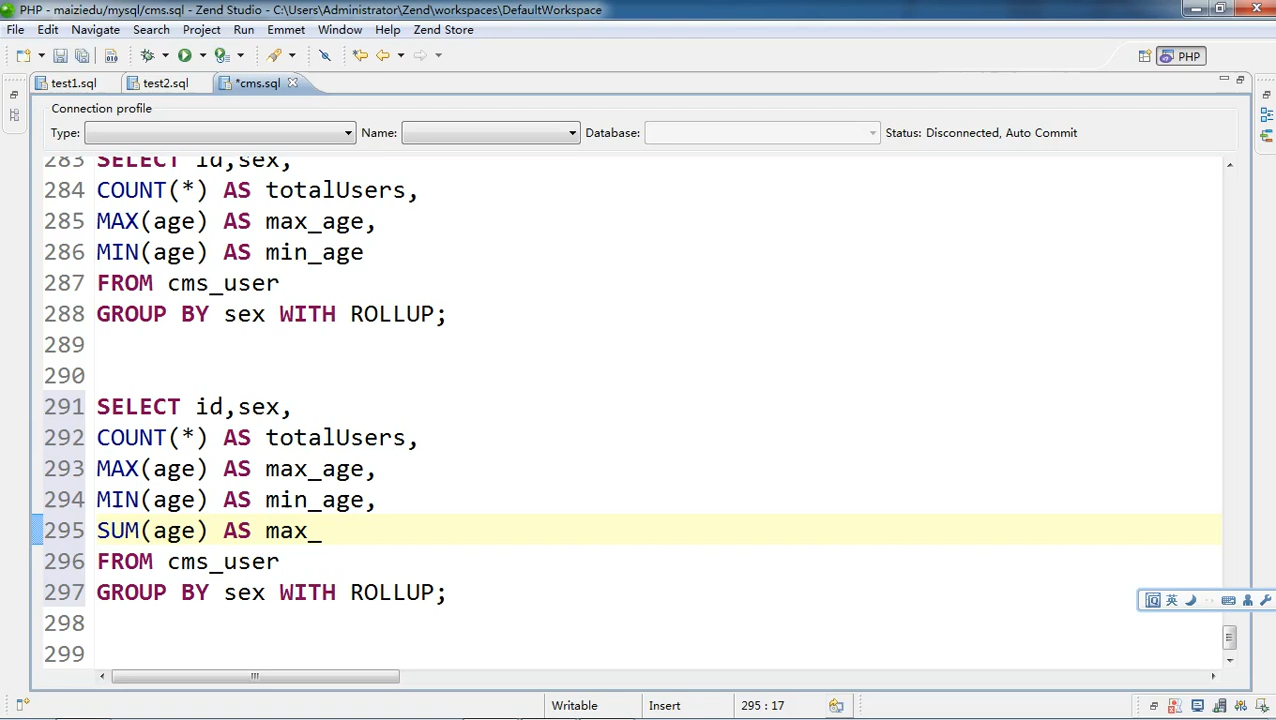 PHP - maiziedu/mysql/cms.sql - Zend Studio - C:\Users\Administrator\Zend\workspaces\DefaultWorkspace
File Edit Navigate Search Project Run Emmet Window Help Zend Store
PHP
test1.sql test2.sql *cms.sql
Connection profile
Type: Name: Database: Status: Disconnected, Auto Commit
283 SELECT id,sex,
284 COUNT(*) AS totalUsers,
285 MAX(age) AS max_age,
286 MIN(age) AS min_age
287 FROM cms_user
288 GROUP BY sex WITH ROLLUP;
289
290
291 SELECT id,sex,
292 COUNT(*) AS totalUsers,
293 MAX(age) AS max_age,
294 MIN(age) AS min_age,
295 SUM(age) AS max_
296 FROM cms_user
297 GROUP BY sex WITH ROLLUP;
英
298
299
Writable Insert 295 : 17